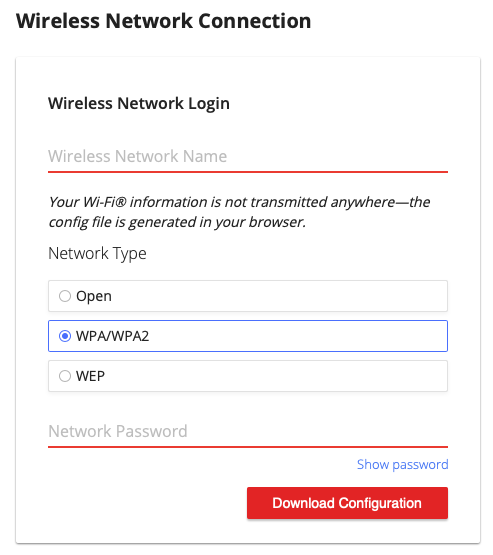 Wireless Network Connection
Wireless Network Login
Wireless Network Name
Your Wi-Fi® information is not transmitted anywhere—the
config file is generated in your browser.
Network Type
Open
WPA/WPA2
WEP
Network Password
Show password
Download Configuration